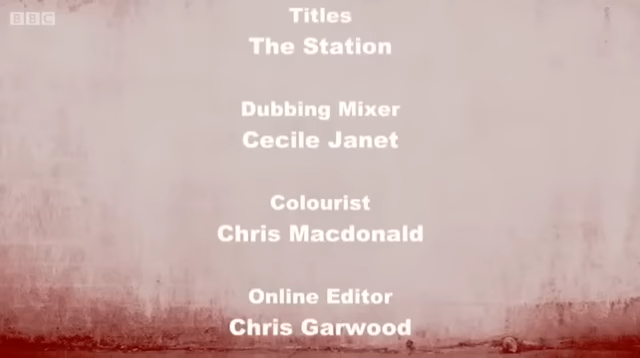 BBC
Titles
The Station
Dubbing Mixer
Cecile Janet
Colourist
Chris Macdonald
Online Editor
Chris Garwood